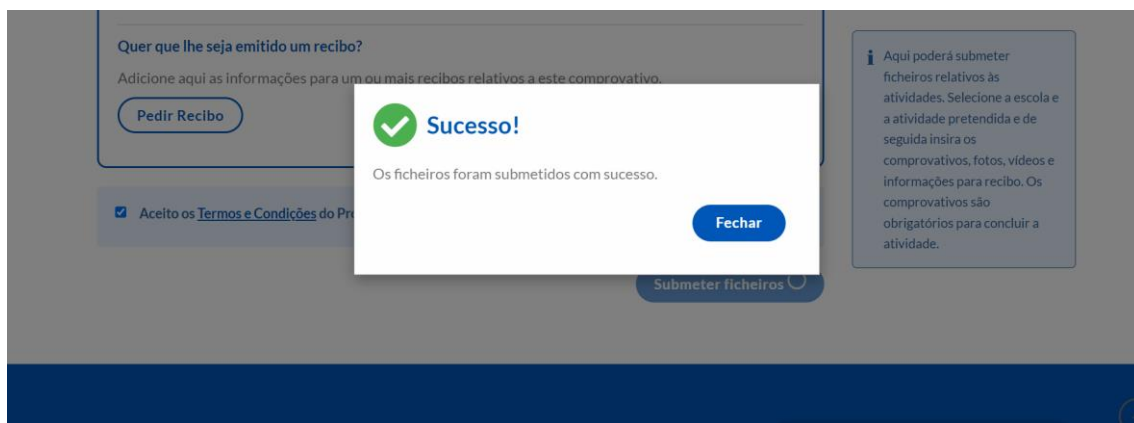 Quer que lhe seja emitido um recibo?
Adicione aqui as informações para um ou mais recibos relativos a este comprovativo.
Pedir Recibo
Sucesso!
Os ficheiros foram submetidos com sucesso.
Fechar
Aceito os Termos e Condições do
Submeter ficheiros
i
Aqui poderá submeter
ficheiros relativos às
atividades. Selecione a escola e
a atividade pretendida e de
seguida insira os
comprovativos, fotos, vídeos e
informações para recibo. Os
comprovativos são
obrigatórios para concluir a
atividade.